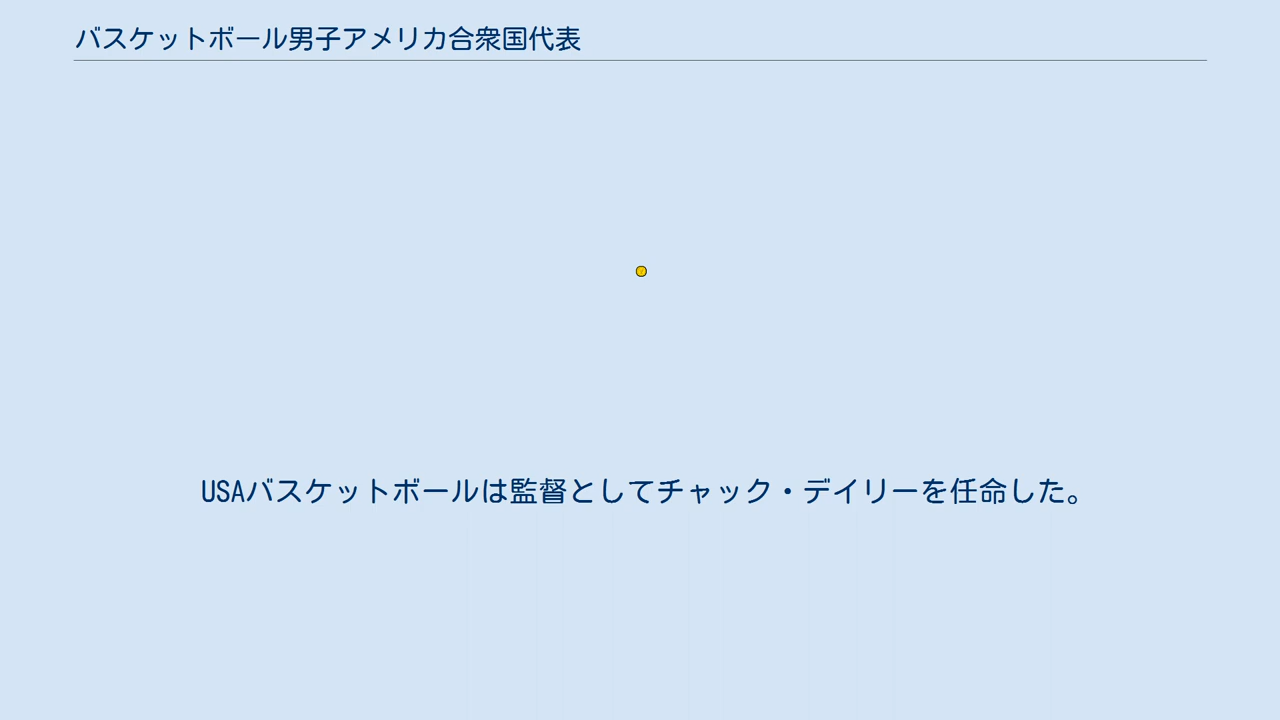 バスケットボール男子アメリカ合衆国代表
USAバスケットボールは監督としてチャック・デイリーを任命した。